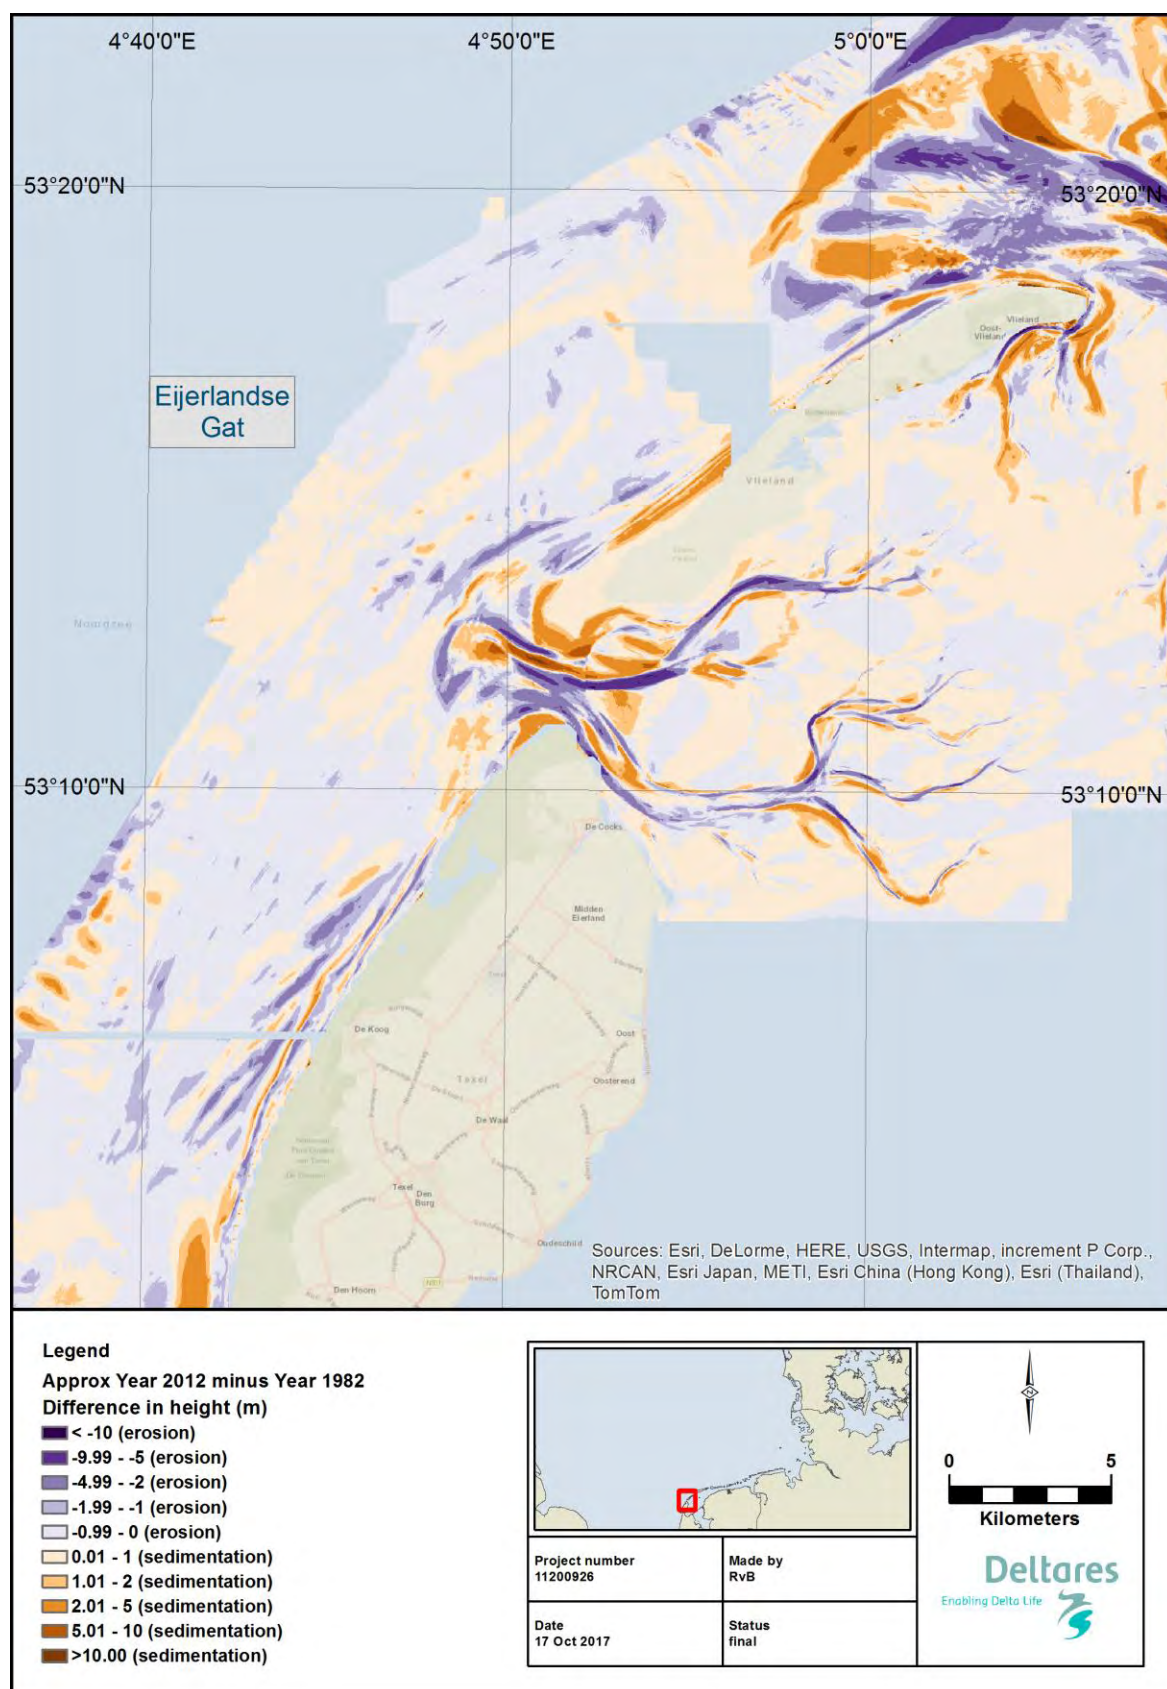 4°40'0"E
4°50'0"E
5°0'0"E
53°20'0"N
53°20'0"N
Vlieland
Oost-
Vlieland
Eijerlandse
Gat
Vlieland
Noordzee
53°10'0"N
53°10'0"N
De Cocks
Midden-
Eierland
De Koog
Oost
Texel
Oosterend
De Waal
Texel
Den
Burg
Oudeschild
Den Hoorn
Sources: Esri, DeLorme, HERE, USGS, Intermap, increment P Corp.,
NRCAN, Esri Japan, METI, Esri China (Hong Kong), Esri (Thailand),
TomTom
Legend
Approx Year 2012 minus Year 1982
Difference in height (m)
< -10 (erosion)
-9.99 - -5 (erosion)
-4.99 - -2 (erosion)
-1.99 - -1 (erosion)
-0.99 - 0 (erosion)
0.01 - 1 (sedimentation)
1.01 - 2 (sedimentation)
2.01 - 5 (sedimentation)
5.01 - 10 (sedimentation)
>10.00 (sedimentation)
Project number
11200926
Made by
RvB
Date
17 Oct 2017
Status
final
N
0 5
Kilometers
Deltares
Enabling Delta Life